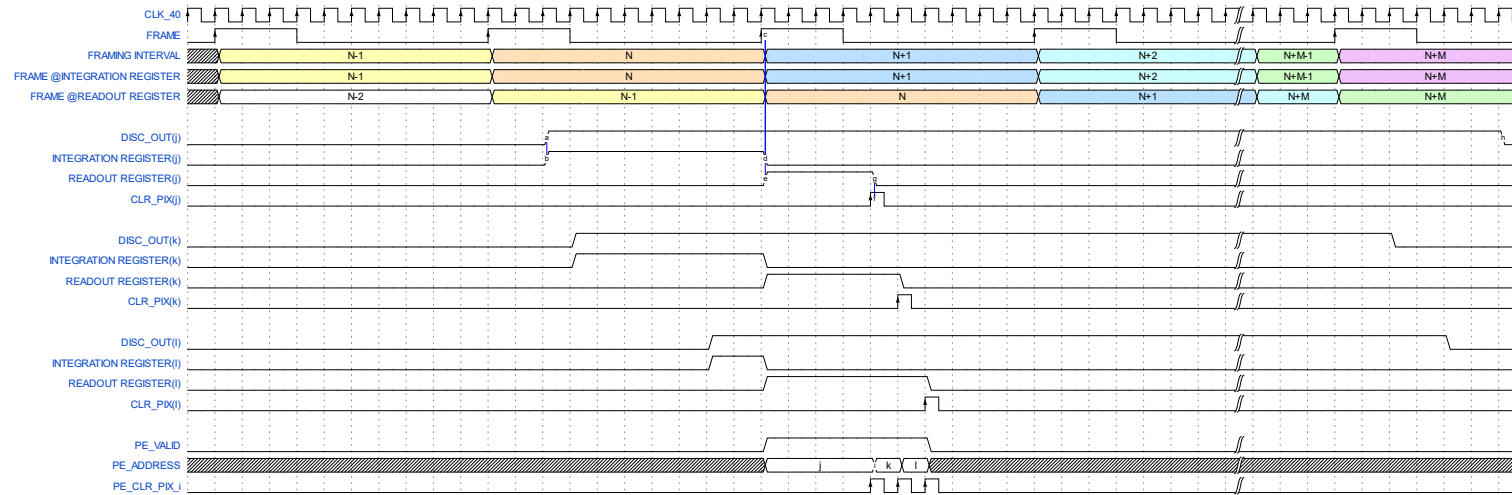 CLK_40
FRAME
c
FRAMING INTERVAL N-1 N N+1 N+2 N+M-1 N+M
FRAME @INTEGRATION REGISTER N-1 N N+1 N+2 N+M-1 N+M
FRAME @READOUT REGISTER N-2 N-1 N N+1 N+M N+M
DISC_OUT(j) a h
INTEGRATION REGISTER(j) b d
READOUT REGISTER(j) e g
CLR_PIX(j) f
DISC_OUT(k)
INTEGRATION REGISTER(k)
READOUT REGISTER(k)
CLR_PIX(k)
DISC_OUT(l)
INTEGRATION REGISTER(l)
READOUT REGISTER(l)
CLR_PIX(l)
PE_VALID
PE_ADDRESS j k l
PE_CLR_PIX_i